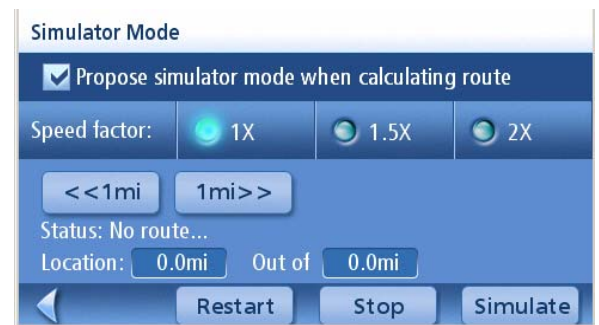 Simulator Mode
Propose simulator mode when calculating route
Speed factor: 1X 1.5X 2X
<<1mi 1mi>>
Status: No route...
Location: 0.0mi Out of 0.0mi
Restart Stop Simulate